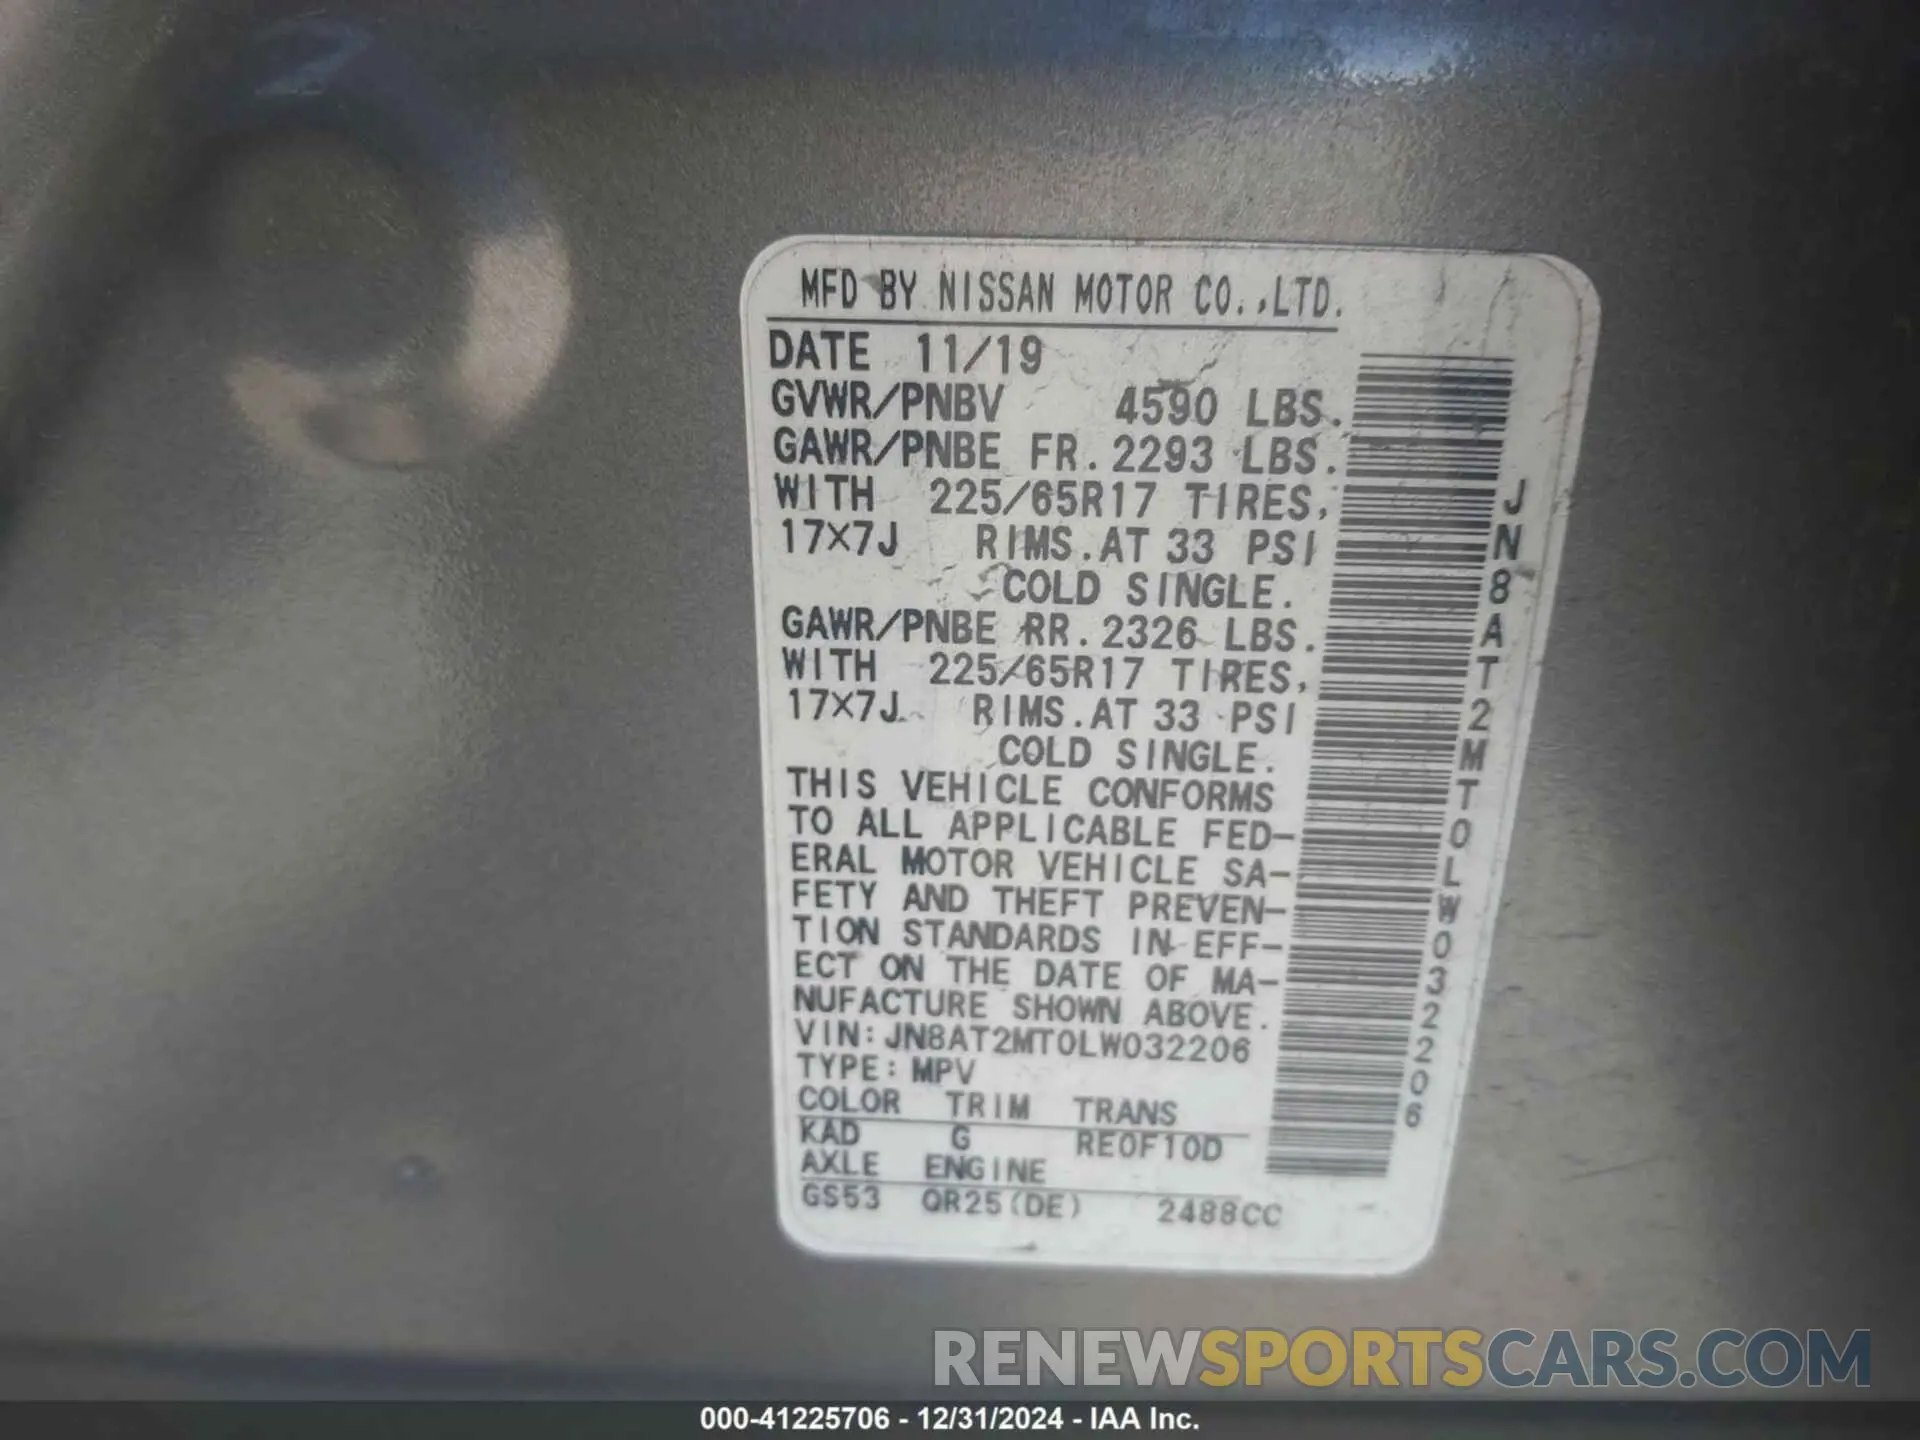 MFD BY NISSAN MOTOR CO.,LTD.
DATE 11/19
GVWR/PNBV 4590 LBS.
GAWR/PNBE FR. 2293 LBS.
WITH 225/65R17 TIRES,
17X7J RIMS.AT 33 PSI
COLD SINGLE.
GAWR/PNBE RR. 2326 LBS.
WITH 225/65R17 TIRES,
17X7J RIMS.AT 33 PSI
COLD SINGLE.
THIS VEHICLE CONFORMS
TO ALL APPLICABLE FED-
ERAL MOTOR VEHICLE SA-
FETY AND THEFT PREVEN-
TION STANDARDS IN EFF-
ECT ON THE DATE OF MA-
NUFACTURE SHOWN ABOVE.
VIN:JN8AT2MT0LW032206
TYPE:MPV
COLOR TRIM TRANS
KAD G RE0F10D
AXLE ENGINE
GS53 QR25(DE) 2488CC
JN8AT2MT0LW032206
RENEWSPORTSCARS.COM
000-41225706 - 12/31/2024 - IAA Inc.